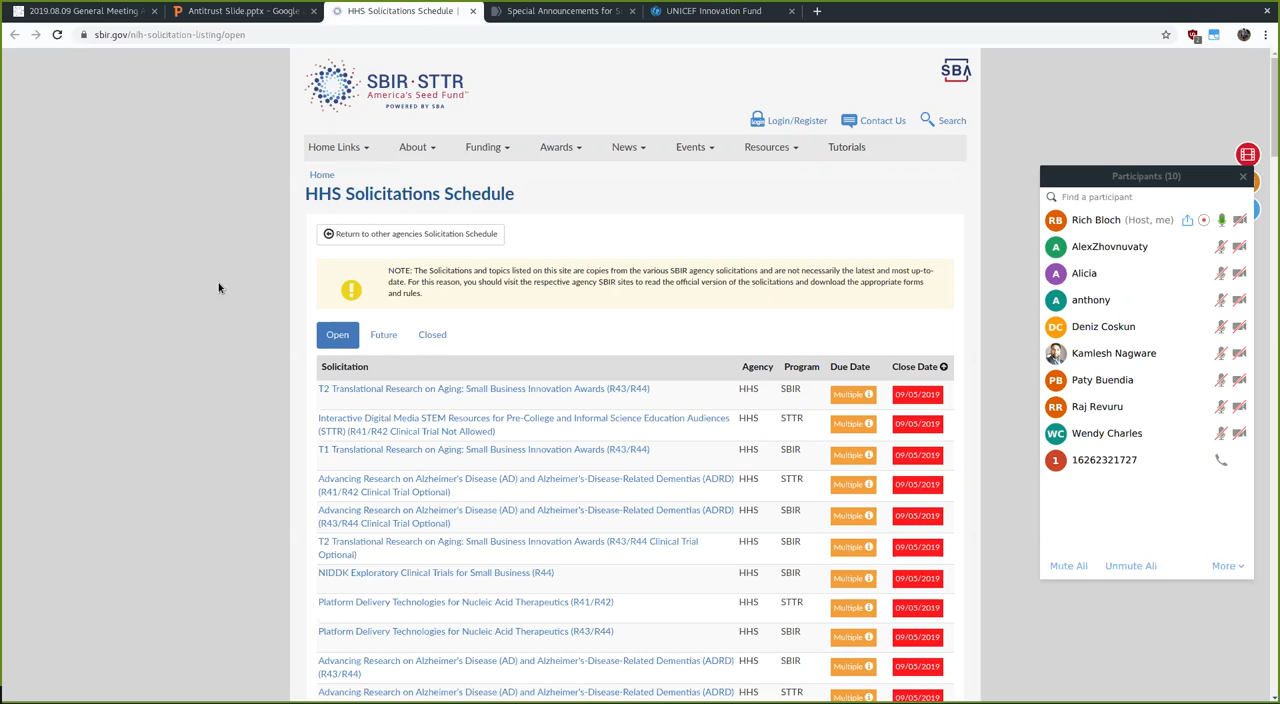 2019.08.09 General Meeting A
Antitrust Slide.pptx - Google
HHS Solicitations Schedule |
Special Announcements for S
UNICEF Innovation Fund
sbir.gov/nih-solicitation-listing/open
2
SBIR·STTR
America's Seed Fund™
POWERED BY SBA
SBA
Login
Login/Register
Contact Us
Search
Home Links
About
Funding
Awards
News
Events
Resources
Tutorials
Home
HHS Solicitations Schedule
Return to other agencies Solicitation Schedule
NOTE: The Solicitations and topics listed on this site are copies from the various SBIR agency solicitations and are not necessarily the latest and most up-to-
date. For this reason, you should visit the respective agency SBIR sites to read the official version of the solicitations and download the appropriate forms
and rules.
Open Future Closed
Solicitation Agency Program Due Date Close Date
T2 Translational Research on Aging: Small Business Innovation Awards (R43/R44) HHS SBIR Multiple 09/05/2019
Interactive Digital Media STEM Resources for Pre-College and Informal Science Education Audiences HHS STTR Multiple 09/05/2019
(STTR) (R41/R42 Clinical Trial Not Allowed)
T1 Translational Research on Aging: Small Business Innovation Awards (R43/R44) HHS SBIR Multiple 09/05/2019
Advancing Research on Alzheimer's Disease (AD) and Alzheimer's-Disease-Related Dementias (ADRD) HHS STTR Multiple 09/05/2019
(R41/R42 Clinical Trial Optional)
Advancing Research on Alzheimer's Disease (AD) and Alzheimer's-Disease-Related Dementias (ADRD) HHS SBIR Multiple 09/05/2019
(R43/R44 Clinical Trial Optional)
T2 Translational Research on Aging: Small Business Innovation Awards (R43/R44 Clinical Trial HHS SBIR Multiple 09/05/2019
Optional)
NIDDK Exploratory Clinical Trials for Small Business (R44) HHS SBIR Multiple 09/05/2019
Platform Delivery Technologies for Nucleic Acid Therapeutics (R41/R42) HHS STTR Multiple 09/05/2019
Platform Delivery Technologies for Nucleic Acid Therapeutics (R43/R44) HHS SBIR Multiple 09/05/2019
Advancing Research on Alzheimer's Disease (AD) and Alzheimer's-Disease-Related Dementias (ADRD) HHS SBIR Multiple 09/05/2019
(R43/R44)
Advancing Research on Alzheimer's Disease (AD) and Alzheimer's-Disease-Related Dementias (ADRD) HHS STTR Multiple 09/05/2019
Participants (10)
Find a participant
RB Rich Bloch (Host, me)
A AlexZhovnuvaty
A Alicia
A anthony
DC Deniz Coskun
Kamlesh Nagware
PB Paty Buendia
RR Raj Revuru
WC Wendy Charles
1 16262321727
Mute All Unmute All More